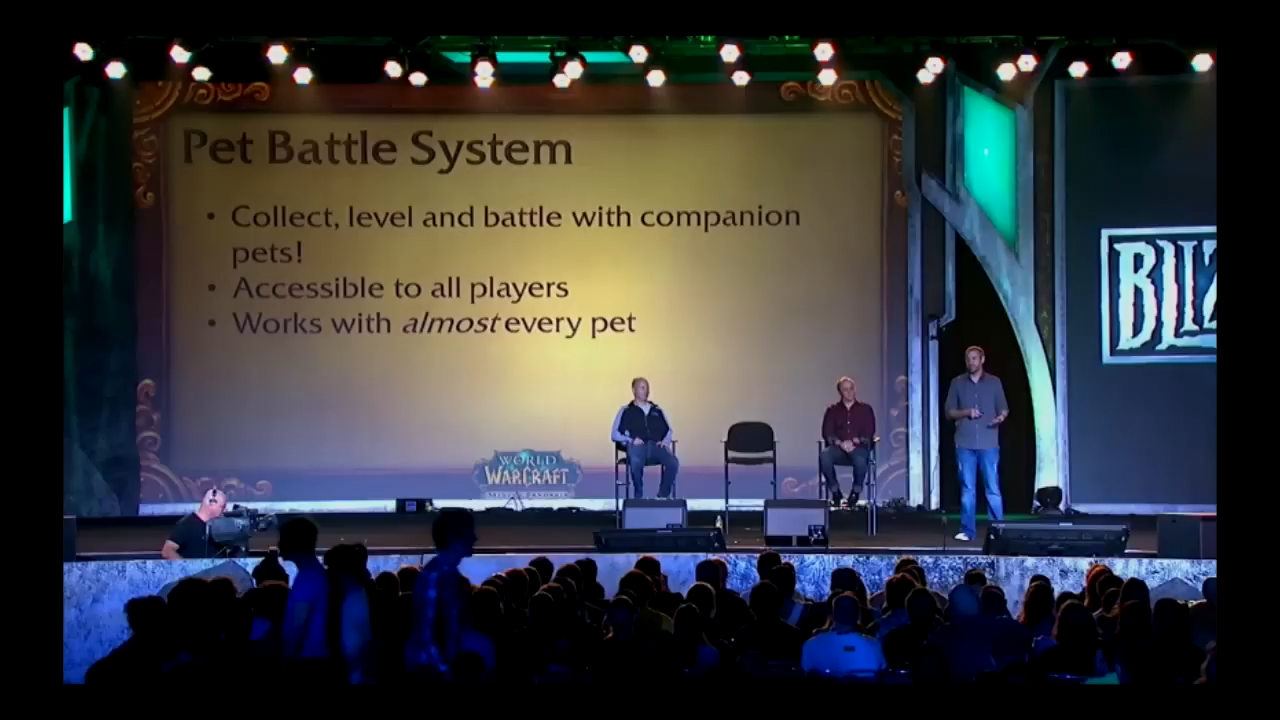 Pet Battle System
• Collect, level and battle with companion
pets!
• Accessible to all players
• Works with almost every pet
WORLD
WARCRAFT
BLIZ